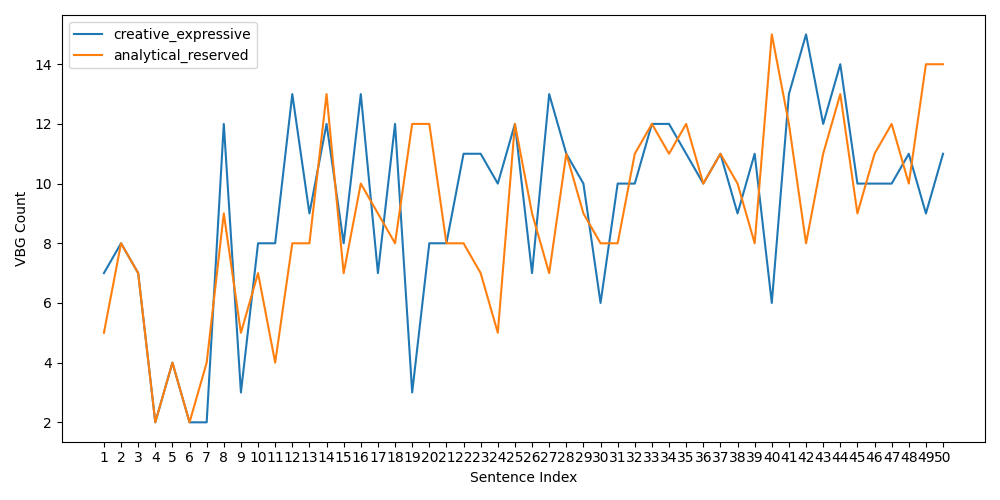 creative_expressive
analytical_reserved
14
12
10
8
6
4
2
VBG Count
1 2 3 4 5 6 7 8 9 10 11 12 13 14 15 16 17 18 19 20 21 22 23 24 25 26 27 28 29 30 31 32 33 34 35 36 37 38 39 40 41 42 43 44 45 46 47 48 49 50
Sentence Index